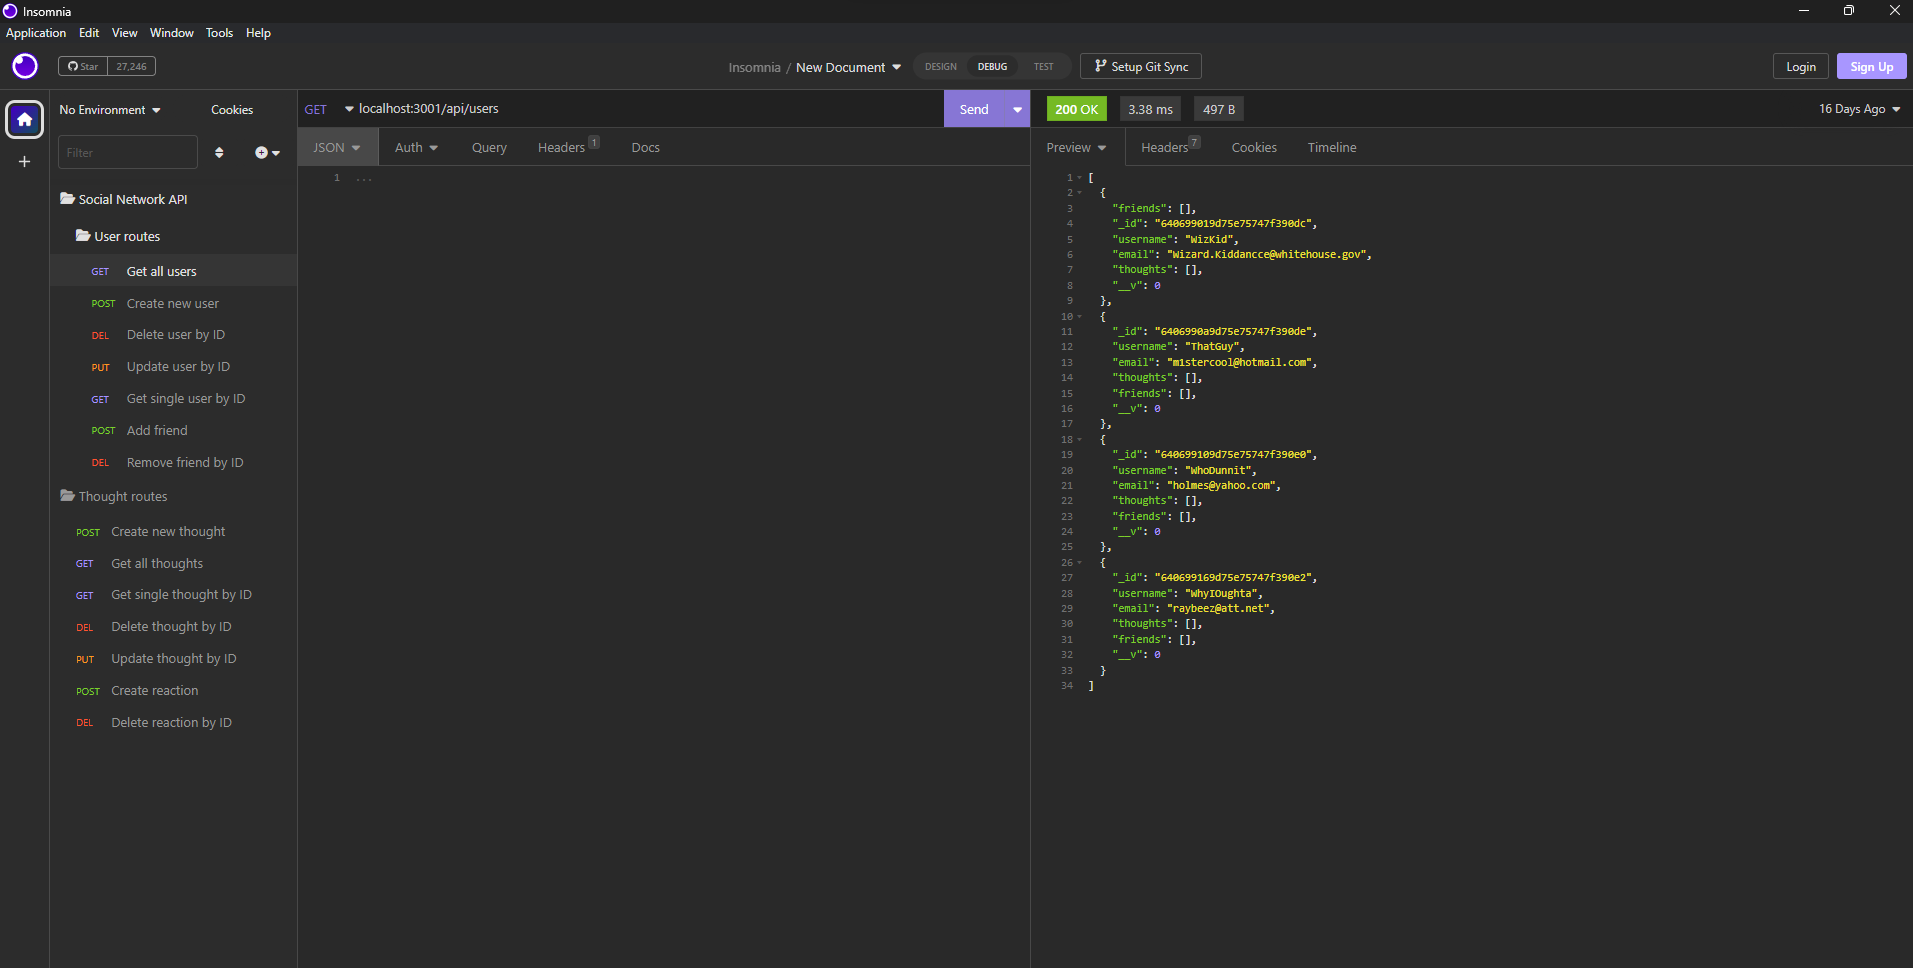 Insomnia
Application Edit View Window Tools Help
Star 27,246
Insomnia / New Document
DESIGN DEBUG TEST
Setup Git Sync
Login
Sign Up
No Environment Cookies
GET localhost:3001/api/users
Send
200 OK 3.38 ms 497 B
16 Days Ago
Filter
JSON Auth Query Headers 1 Docs
Preview Headers 7 Cookies Timeline
Social Network API
User routes
GET Get all users
POST Create new user
DEL Delete user by ID
PUT Update user by ID
GET Get single user by ID
POST Add friend
DEL Remove friend by ID
Thought routes
POST Create new thought
GET Get all thoughts
GET Get single thought by ID
DEL Delete thought by ID
PUT Update thought by ID
POST Create reaction
DEL Delete reaction by ID
1 ...
1 [
2 {
3 "friends": [],
4 "_id": "640699019d75e75747f390dc",
5 "username": "WizKid",
6 "email": "Wizard.Kiddancce@whitehouse.gov",
7 "thoughts": [],
8 "__v": 0
9 },
10 {
11 "_id": "6406990a9d75e75747f390de",
12 "username": "ThatGuy",
13 "email": "m1stercool@hotmail.com",
14 "thoughts": [],
15 "friends": [],
16 "__v": 0
17 },
18 {
19 "_id": "640699109d75e75747f390e0",
20 "username": "WhoDunnit",
21 "email": "holmes@yahoo.com",
22 "thoughts": [],
23 "friends": [],
24 "__v": 0
25 },
26 {
27 "_id": "640699169d75e75747f390e2",
28 "username": "WhyIOughta",
29 "email": "raybeez@att.net",
30 "thoughts": [],
31 "friends": [],
32 "__v": 0
33 }
34 ]